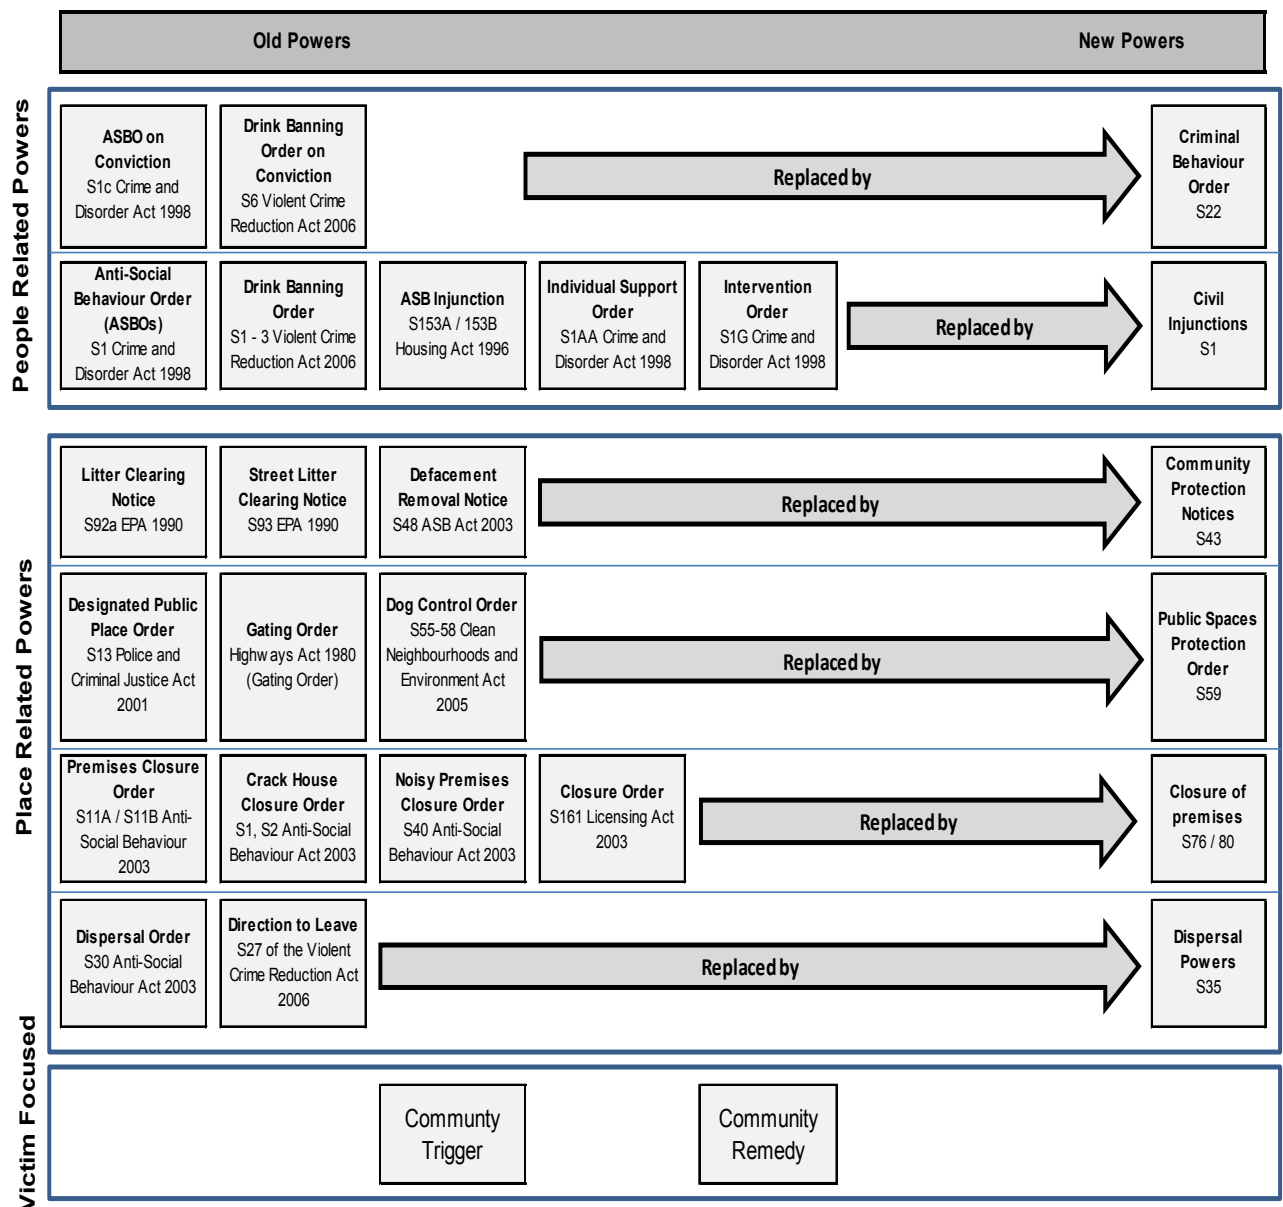 Old Powers
New Powers
People Related Powers
ASBO on
Conviction
S1c Crime and
Disorder Act 1998
Drink Banning
Order on
Conviction
S6 Violent Crime
Reduction Act 2006
Replaced by
Criminal
Behaviour
Order
S22
Anti-Social
Behaviour Order
(ASBOs)
S1 Crime and
Disorder Act 1998
Drink Banning
Order
S1 - 3 Violent Crime
Reduction Act 2006
ASB Injunction
S153A / 153B
Housing Act 1996
Individual Support
Order
S1AA Crime and
Disorder Act 1998
Intervention
Order
S1G Crime and
Disorder Act 1998
Replaced by
Civil
Injunctions
S1
Place Related Powers
Litter Clearing
Notice
S92a EPA 1990
Street Litter
Clearing Notice
S93 EPA 1990
Defacement
Removal Notice
S48 ASB Act 2003
Replaced by
Community
Protection
Notices
S43
Designated Public
Place Order
S13 Police and
Criminal Justice Act
2001
Gating Order
Highways Act 1980
(Gating Order)
Dog Control Order
S55-58 Clean
Neighbourhoods and
Environment Act
2005
Replaced by
Public Spaces
Protection
Order
S59
Premises Closure
Order
S11A / S11B Anti-
Social Behaviour
2003
Crack House
Closure Order
S1, S2 Anti-Social
Behaviour Act 2003
Noisy Premises
Closure Order
S40 Anti-Social
Behaviour Act 2003
Closure Order
S161 Licensing Act
2003
Replaced by
Closure of
premises
S76 / 80
Dispersal Order
S30 Anti-Social
Behaviour Act 2003
Direction to Leave
S27 of the Violent
Crime Reduction Act
2006
Replaced by
Dispersal
Powers
S35
Victim Focused
Communty
Trigger
Community
Remedy